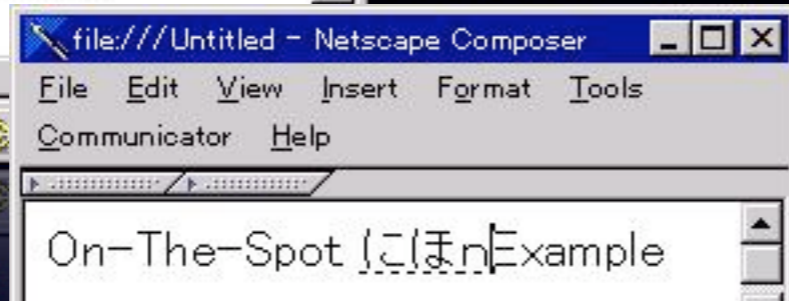 file:///Untitled - Netscape Composer
File Edit View Insert Format Tools
Communicator Help
On-The-Spot にほnExample